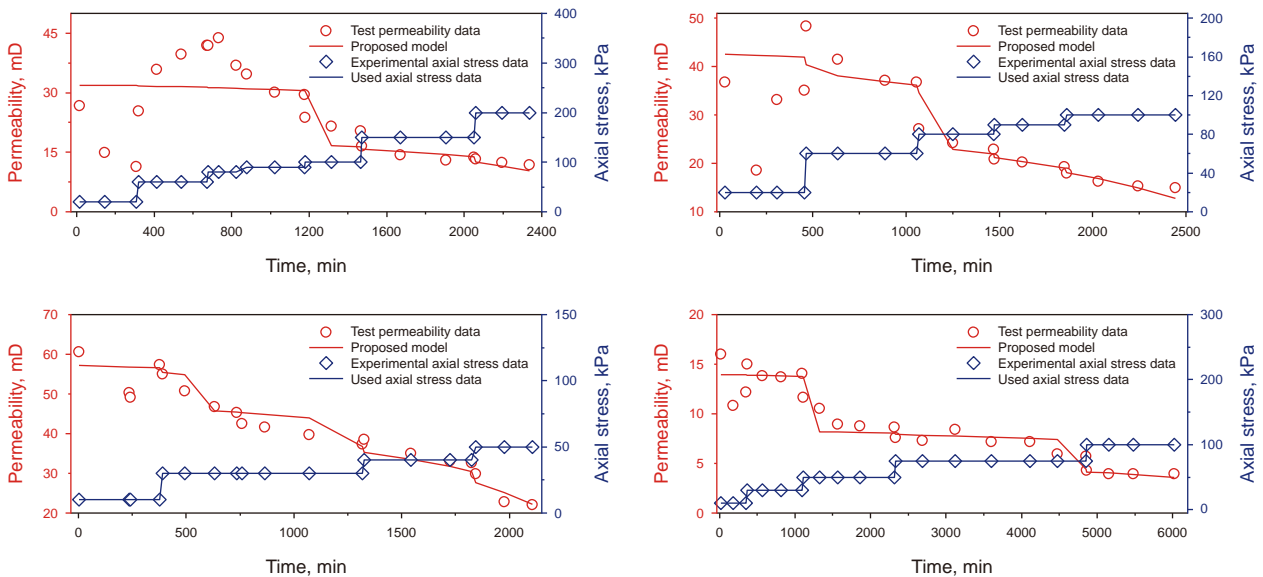 Test permeability data
Proposed model
Experimental axial stress data
Used axial stress data
Permeability, mD
45
30
15
0
400
300
200
100
0
Axial stress, kPa
0 400 800 1200 1600 2000 2400
Time, min
Test permeability data
Proposed model
Experimental axial stress data
Used axial stress data
Permeability, mD
50
40
30
20
10
200
160
120
80
40
0
Axial stress, kPa
0 500 1000 1500 2000 2500
Time, min
Test permeability data
Proposed model
Experimental axial stress data
Used axial stress data
Permeability, mD
70
60
50
40
30
20
150
100
50
0
Axial stress, kPa
0 500 1000 1500 2000
Time, min
Test permeability data
Proposed model
Experimental axial stress data
Used axial stress data
Permeability, mD
20
15
10
5
0
300
200
100
0
Axial stress, kPa
0 1000 2000 3000 4000 5000 6000
Time, min